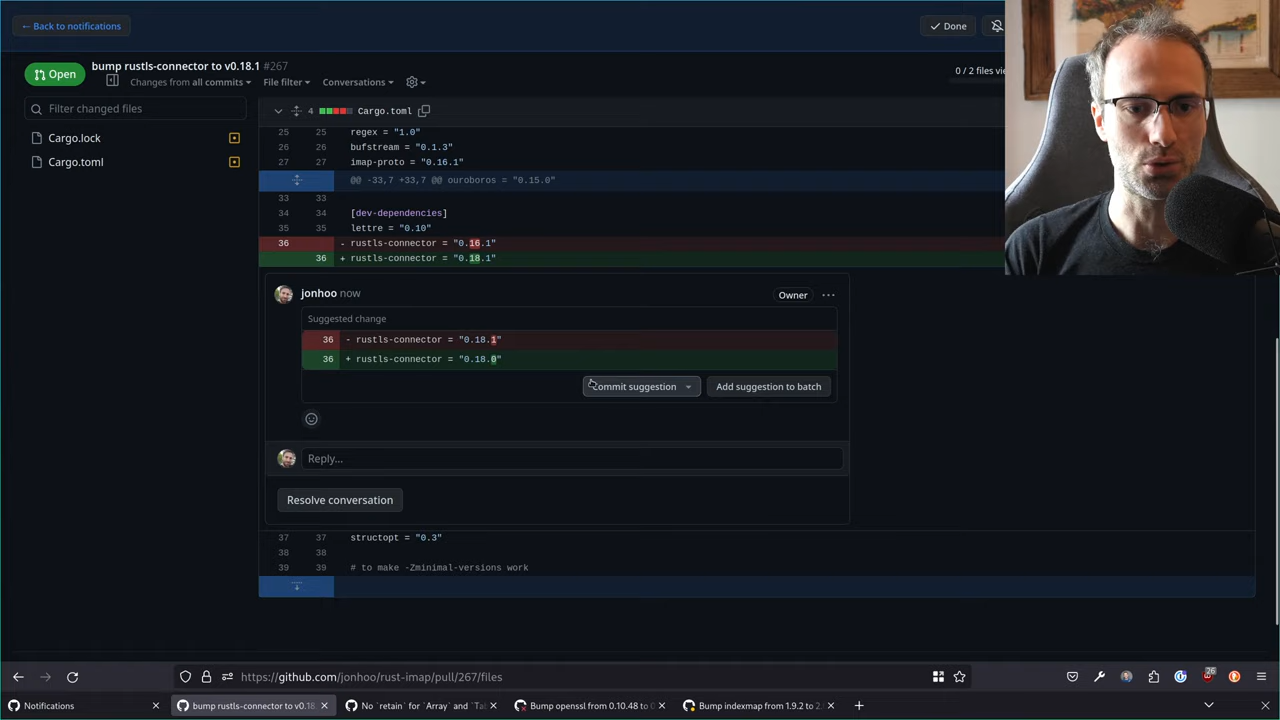 ← Back to notifications
Done
Open
bump rustls-connector to v0.18.1 #267
Changes from all commits
File filter
Conversations
Filter changed files
Cargo.lock
Cargo.toml
4 Cargo.toml
25 25 regex = "1.0"
26 26 bufstream = "0.1.3"
27 27 imap-proto = "0.16.1"
@@ -33,7 +33,7 @@ ouroboros = "0.15.0"
33 33
34 34 [dev-dependencies]
35 35 lettre = "0.10"
36 - rustls-connector = "0.16.1"
36 + rustls-connector = "0.18.1"
jonhoo now
Owner
Suggested change
36 - rustls-connector = "0.18.1"
36 + rustls-connector = "0.18.0"
Commit suggestion
Add suggestion to batch
Reply...
Resolve conversation
37 37 structopt = "0.3"
38 38
39 39 # to make -Zminimal-versions work
https://github.com/jonhoo/rust-imap/pull/267/files
26
Notifications
bump rustls-connector to v0.18
No `retain` for `Array` and `Tab
Bump openssl from 0.10.48 to 0
Bump indexmap from 1.9.2 to 2.